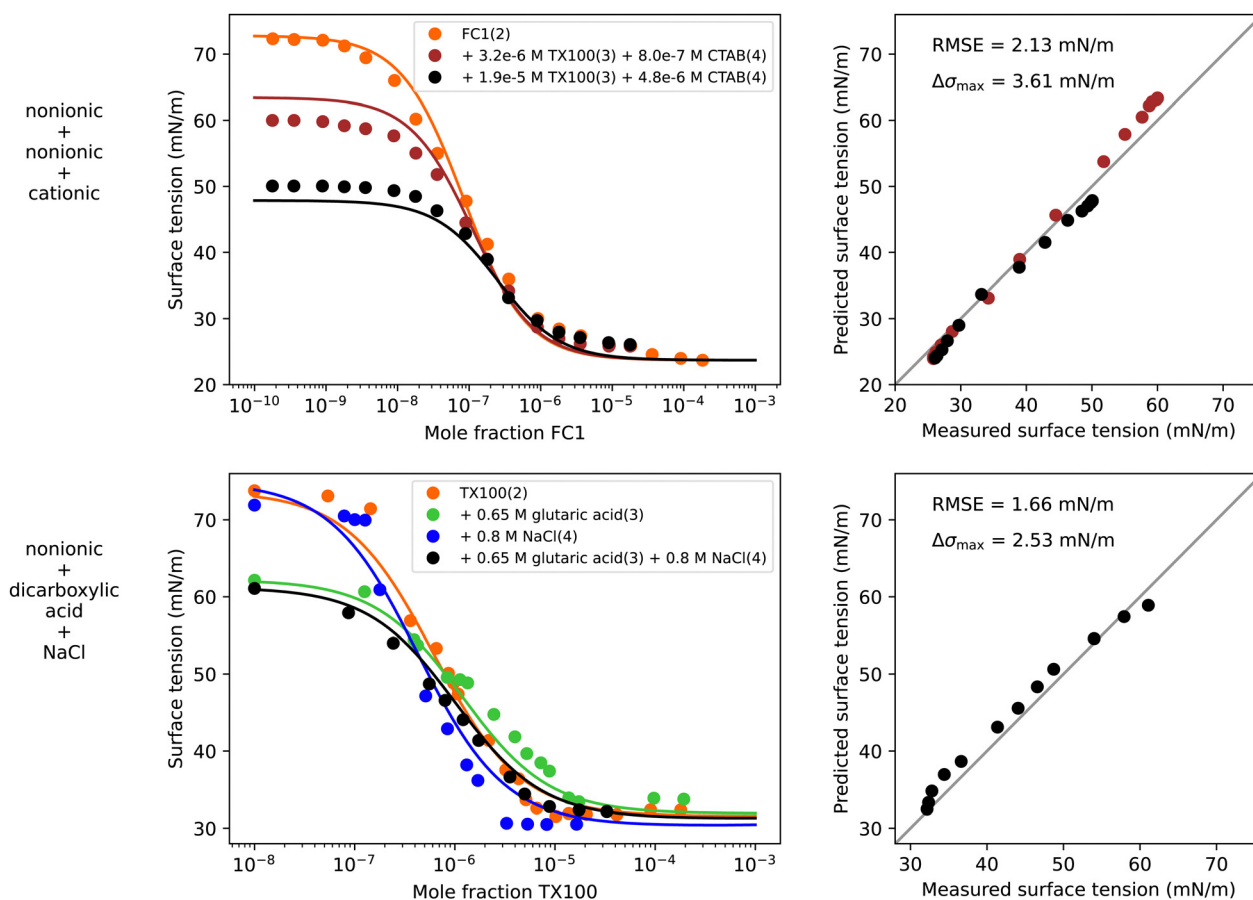 nonionic
+
nonionic
+
cationic
Surface tension (mN/m)
70
60
50
40
30
20
FC1(2)
+ 3.2e-6 M TX100(3) + 8.0e-7 M CTAB(4)
+ 1.9e-5 M TX100(3) + 4.8e-6 M CTAB(4)
10⁻¹⁰ 10⁻⁹ 10⁻⁸ 10⁻⁷ 10⁻⁶ 10⁻⁵ 10⁻⁴ 10⁻³
Mole fraction FC1
Predicted surface tension (mN/m)
70
60
50
40
30
20
RMSE = 2.13 mN/m
Δσmax = 3.61 mN/m
20 30 40 50 60 70
Measured surface tension (mN/m)
nonionic
+
dicarboxylic
acid
+
NaCl
Surface tension (mN/m)
70
60
50
40
30
TX100(2)
+ 0.65 M glutaric acid(3)
+ 0.8 M NaCl(4)
+ 0.65 M glutaric acid(3) + 0.8 M NaCl(4)
10⁻⁸ 10⁻⁷ 10⁻⁶ 10⁻⁵ 10⁻⁴ 10⁻³
Mole fraction TX100
Predicted surface tension (mN/m)
70
60
50
40
30
RMSE = 1.66 mN/m
Δσmax = 2.53 mN/m
30 40 50 60 70
Measured surface tension (mN/m)